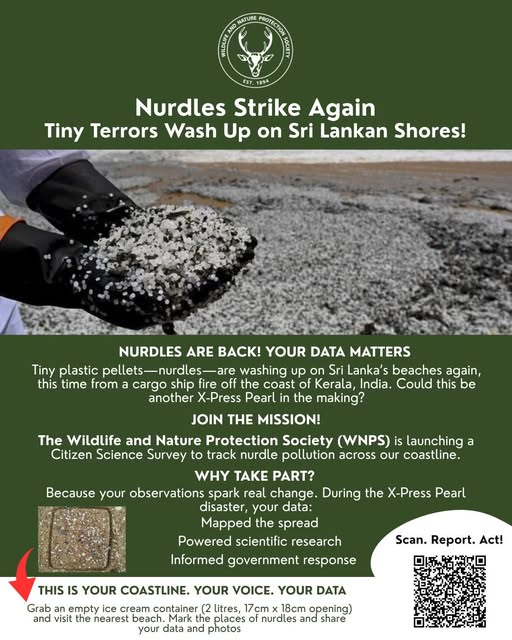 WILDLIFE AND NATURE PROTECTION SOCIETY
EST. 1894
Nurdles Strike Again
Tiny Terrors Wash Up on Sri Lankan Shores!
NURDLES ARE BACK! YOUR DATA MATTERS
Tiny plastic pellets—nurdles—are washing up on Sri Lanka's beaches again,
this time from a cargo ship fire off the coast of Kerala, India. Could this be
another X-Press Pearl in the making?
JOIN THE MISSION!
The Wildlife and Nature Protection Society (WNPS) is launching a
Citizen Science Survey to track nurdle pollution across our coastline.
WHY TAKE PART?
Because your observations spark real change. During the X-Press Pearl
disaster, your data:
Mapped the spread
Powered scientific research
Informed government response
Scan. Report. Act!
THIS IS YOUR COASTLINE. YOUR VOICE. YOUR DATA
Grab an empty ice cream container (2 litres, 17cm x 18cm opening)
and visit the nearest beach. Mark the places of nurdles and share
your data and photos